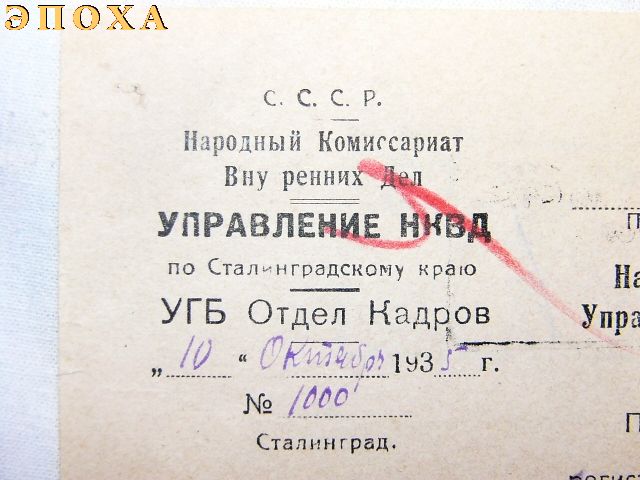 ЭПОХА
С. С. С. Р.
Народный Комиссариат
Вну ренних Дел
УПРАВЛЕНИЕ НКВД
по Сталинградскому краю
УГБ Отдел Кадров
„ 10 “ Октября 1935 г.
№ 1000
Сталинград.
На
Упра
П
регист